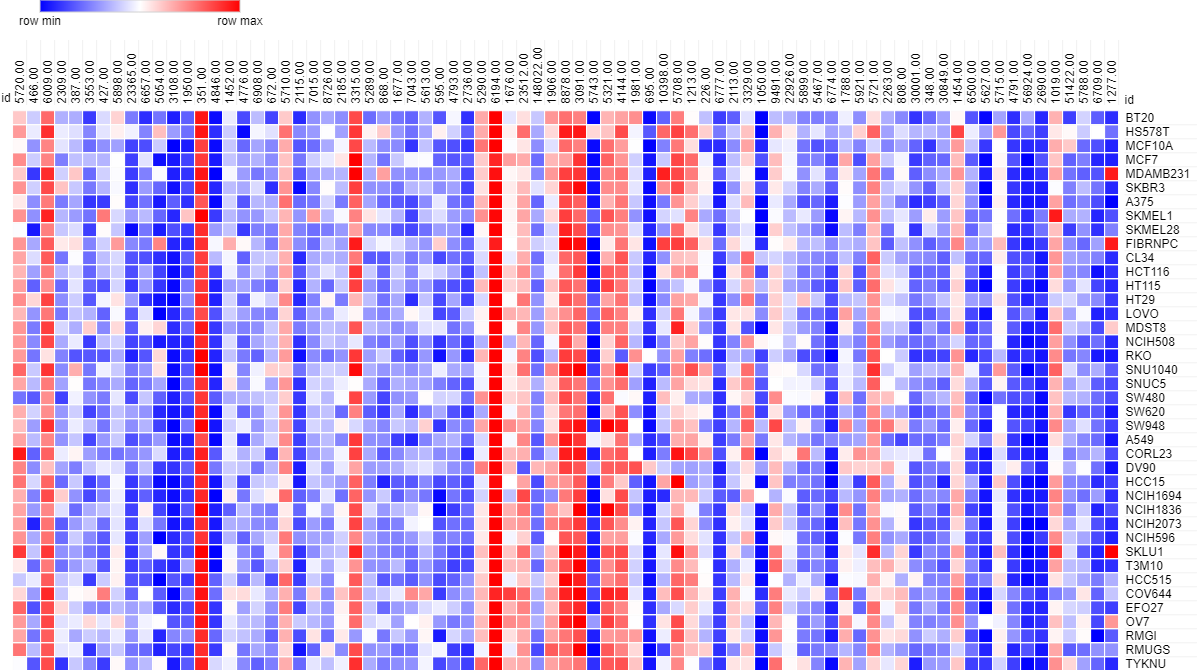 row min row max
id
5720.00
466.00
6009.00
2309.00
387.00
3553.00
427.00
5898.00
23365.00
6657.00
5054.00
3108.00
1950.00
351.00
4846.00
1452.00
4776.00
6908.00
672.00
5710.00
2115.00
7015.00
8726.00
2185.00
3315.00
5289.00
868.00
1677.00
7043.00
5613.00
595.00
4793.00
27336.00
5290.00
6194.00
1676.00
23512.00
148022.00
1906.00
8878.00
3091.00
5743.00
5321.00
4144.00
1981.00
695.00
10398.00
5708.00
1213.00
226.00
6777.00
2113.00
3329.00
1050.00
9491.00
22926.00
5899.00
5467.00
6774.00
1788.00
5921.00
5721.00
2263.00
808.00
30001.00
348.00
30849.00
1454.00
6500.00
5627.00
5715.00
4791.00
56924.00
2690.00
1019.00
51422.00
5788.00
6709.00
1277.00
id
BT20
HS578T
MCF10A
MCF7
MDAMB231
SKBR3
A375
SKMEL1
SKMEL28
FIBRNPC
CL34
HCT116
HT115
HT29
LOVO
MDST8
NCIH508
RKO
SNU1040
SNUC5
SW480
SW620
SW948
A549
CORL23
DV90
HCC15
NCIH1694
NCIH1836
NCIH2073
NCIH596
SKLU1
T3M10
HCC515
COV644
EFO27
OV7
RMGI
RMUGS
TYKNU